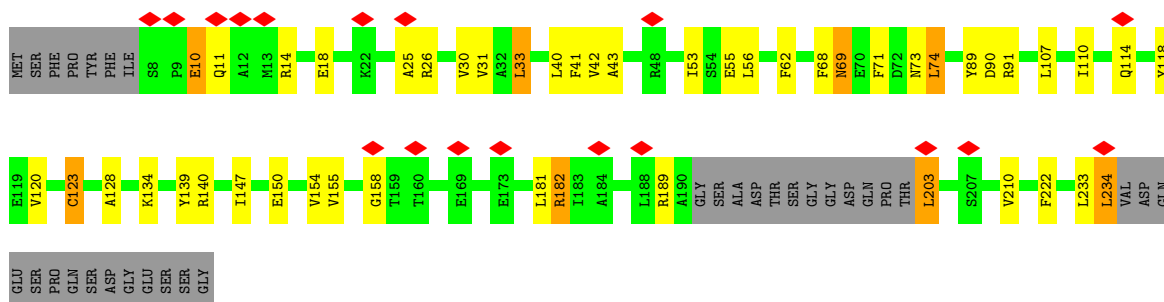 MET SER PHE PRO TYR PHE ILE S8 P9 E10 Q11 A12 M13 R14 E18 K22 A25 R26 V30 V31 A32 L33 L40 F41 V42 A43 R48 I53 S54 E55 L56 F62 F68 N69 E70 F71 D72 N73 L74 Y89 D90 R91 L107 I110 Q114 Y118
E119 V120 C123 A128 K134 Y139 R140 I147 E150 V154 V155 G158 T159 T160 E169 E173 L181 R182 I183 A184 L188 R189 A190 GLY SER ALA ASP THR SER GLY GLY ASP GLN PRO THR L203 S207 V210 F222 L233 L234 VAL ASP GLN
GLU SER PRO GLN SER ASP GLY GLU SER SER GLY